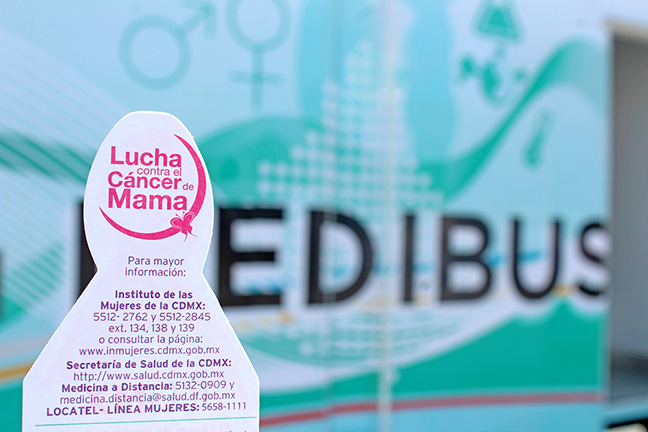 Lucha
contra el
Cáncer de
Mama
Para mayor
información:
Instituto de las
Mujeres de la CDMX:
5512- 2762 y 5512-2845
ext. 134, 138 y 139
o consultar la página:
www.inmujeres.cdmx.gob.mx
Secretaría de Salud de la CDMX:
http://www.salud.cdmx.gob.mx
Medicina a Distancia: 5132-0909 y
medicina.distancia@salud.df.gob.mx
LOCATEL- LÍNEA MUJERES: 5658-1111
EDIBUS